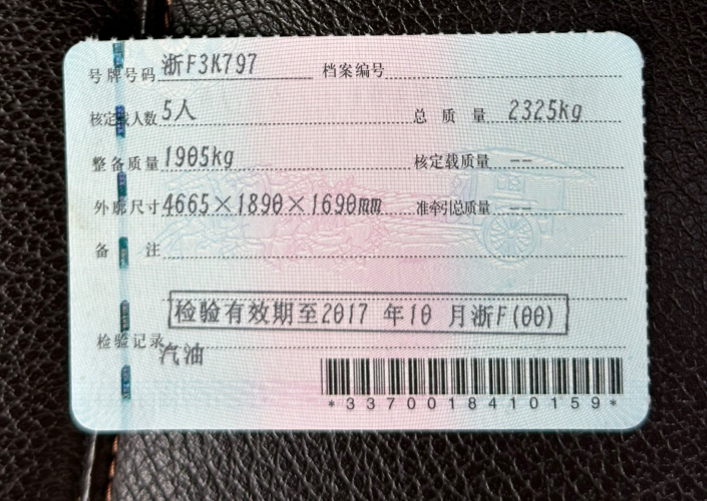 号牌号码 浙F3K797 档案编号
核定载人数 5人 总质量 2325kg
整备质量 1905kg 核定载质量 --
外廓尺寸 4665×1890×1690mm 准牵引总质量 --
备注
检验有效期至2017 年10 月浙F(00)
检验记录
汽油
*3370018410159*